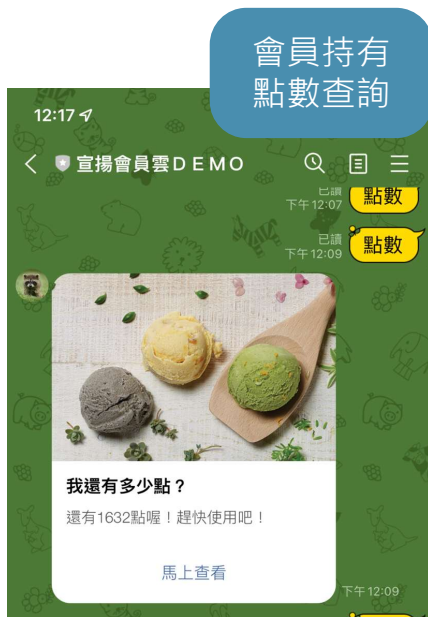 會員持有
點數查詢
12:17
宣揚會員雲DEMO
已讀
下午12:07
點數
已讀
下午12:09
點數
我還有多少點？
還有1632點喔！趕快使用吧！
馬上查看
下午12:09